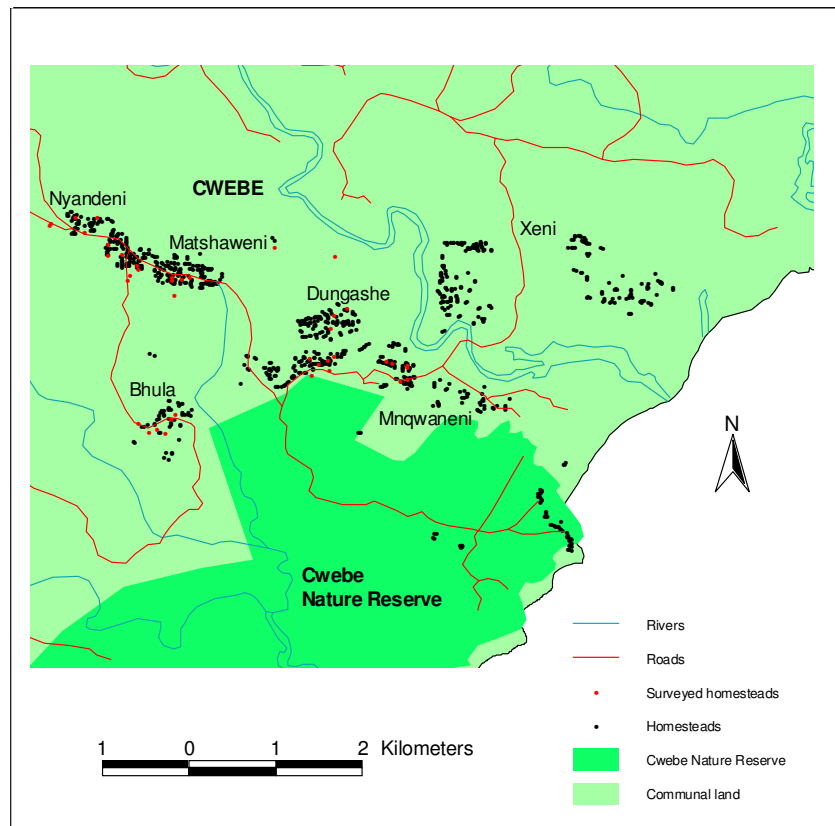 CWEBE
Nyandeni
Matshaweni
Xeni
Dungashe
Bhula
Mnqwaneni
N
Cwebe
Nature Reserve
Rivers
Roads
Surveyed homesteads
Homesteads
Cwebe Nature Reserve
Communal land
1 0 1 2 Kilometers